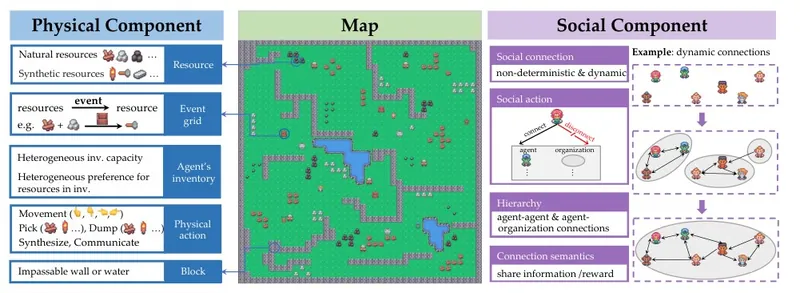 Physical Component
Natural resources ...
Synthetic resources ...
Resource
resources event resource
e.g. +
Event
grid
Heterogeneous inv. capacity
Heterogeneous preference for
resources in inv.
Agent's
inventory
Movement ( , , , )
Pick ( ...), Dump ( ...)
Synthesize, Communicate
Physical
action
Impassable wall or water
Block
Map
Social Component
Social connection
non-deterministic & dynamic
Social action
connect
disconnect
agent
organization
⋮
⋮
Hierarchy
agent-agent & agent-
organization connections
Connection semantics
share information /reward
Example: dynamic connections